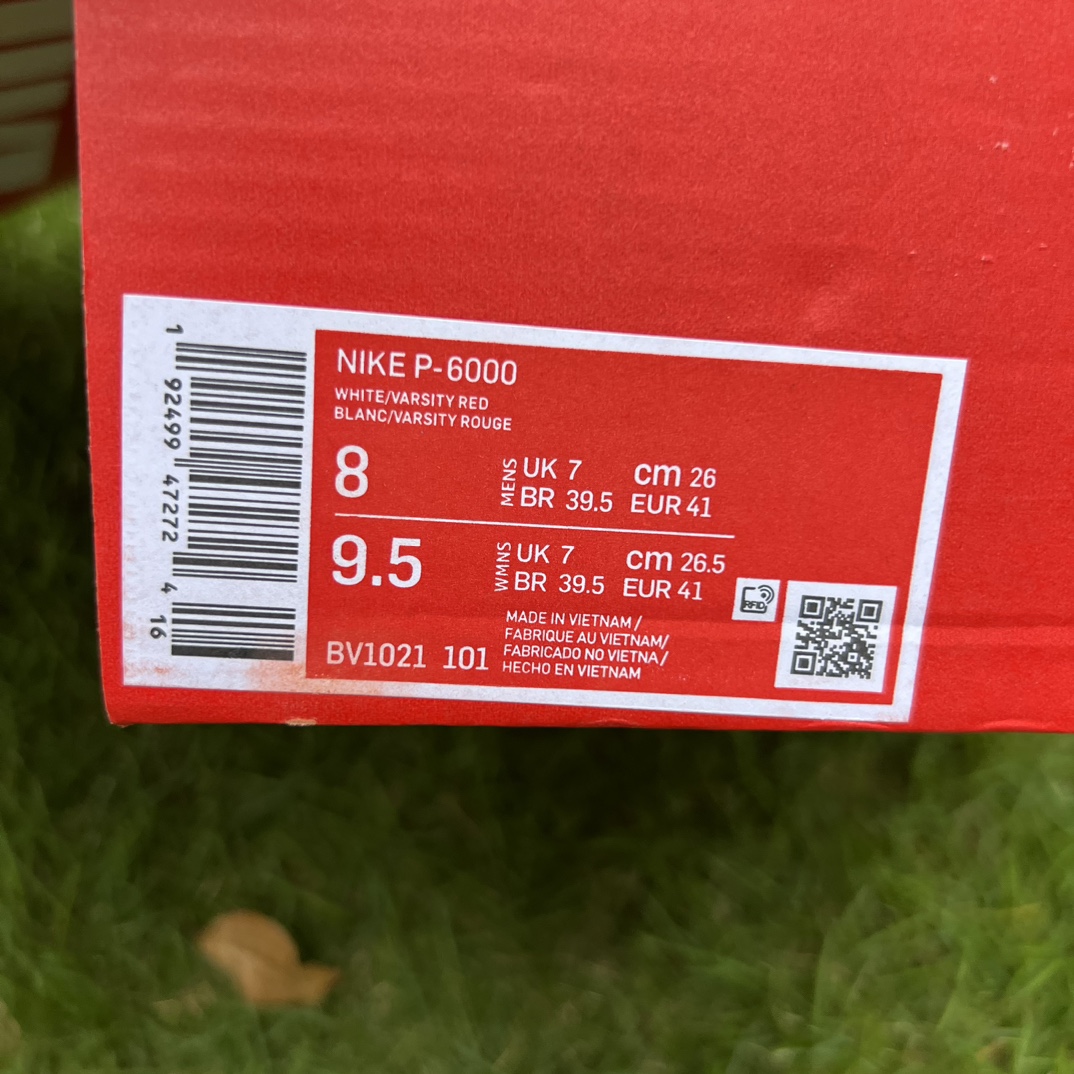 NIKE P-6000
WHITE/VARSITY RED
BLANC/VARSITY ROUGE
8
MENS
UK 7 cm 26
BR 39.5 EUR 41
9.5
WMNS
UK 7 cm 26.5
BR 39.5 EUR 41
RFID
BV1021 101
MADE IN VIETNAM /
FABRIQUE AU VIETNAM/
FABRICADO NO VIETNA/
HECHO EN VIETNAM
1 92499 47272 4 16